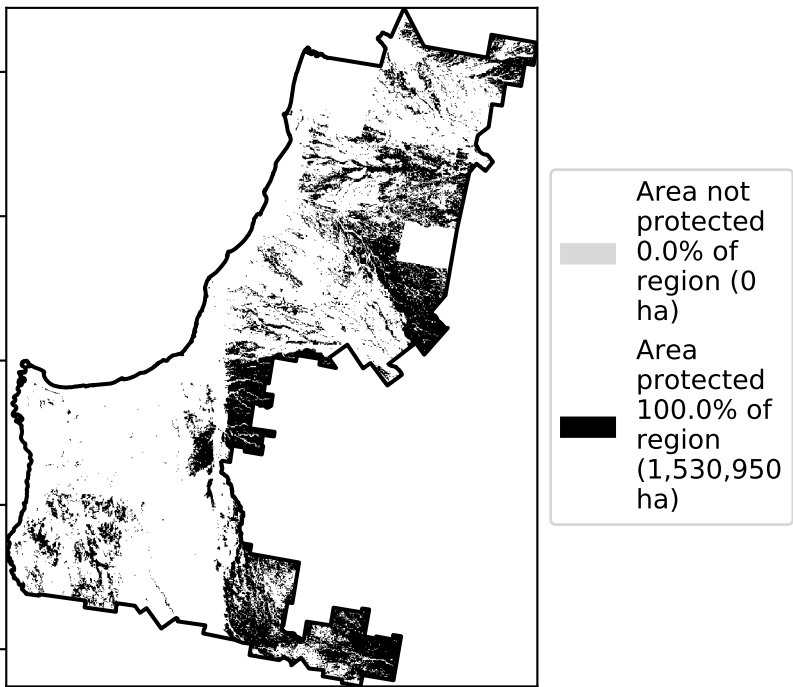 Area not
protected
0.0% of
region (0
ha)
Area
protected
100.0% of
region
(1,530,950
ha)